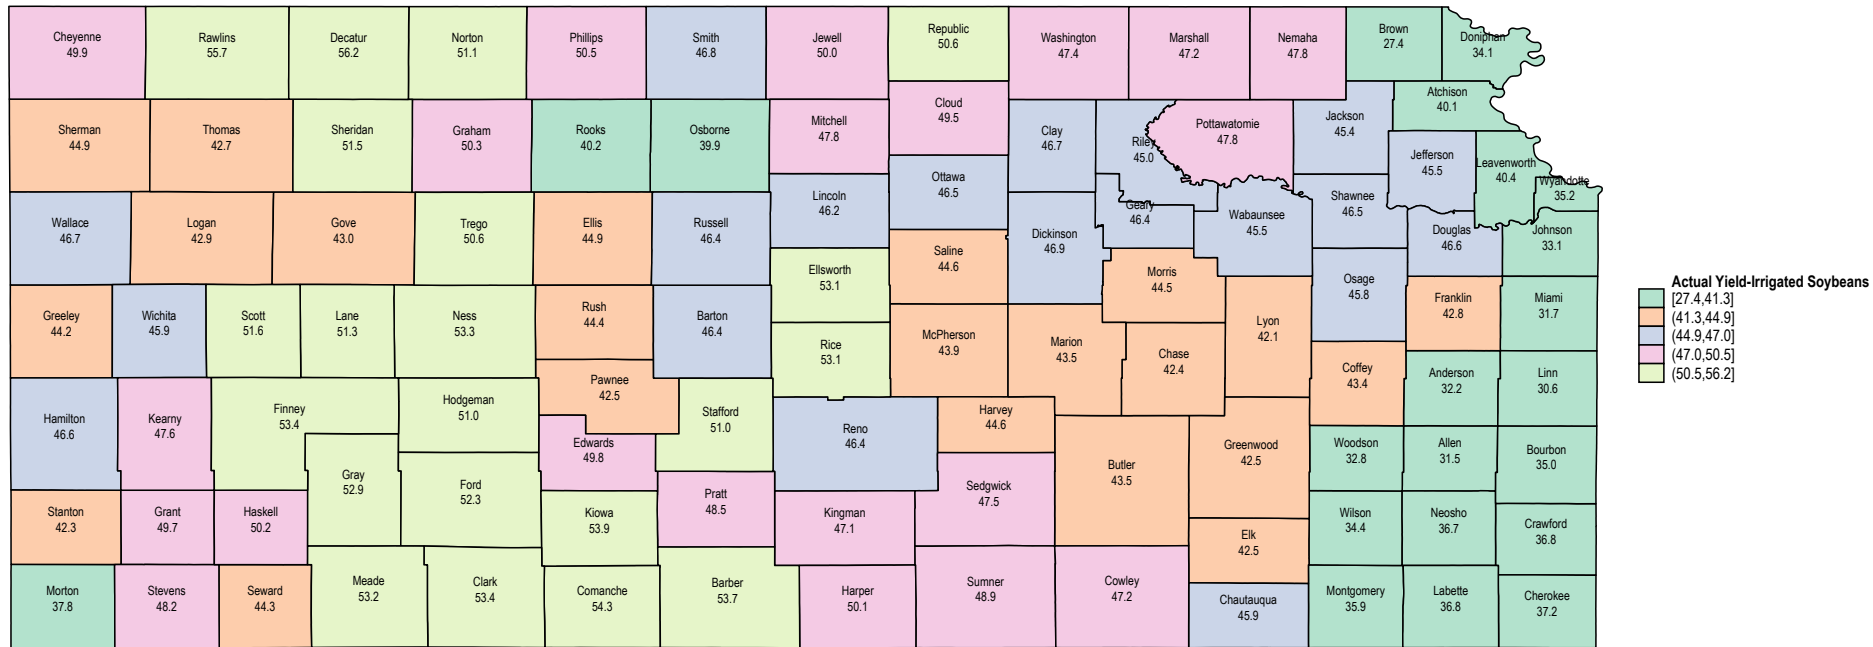 Cheyenne
49.9
Rawlins
55.7
Decatur
56.2
Norton
51.1
Phillips
50.5
Smith
46.8
Jewell
50.0
Republic
50.6
Washington
47.4
Marshall
47.2
Nemaha
47.8
Brown
27.4
Doniphan
34.1
Atchison
40.1
Sherman
44.9
Thomas
42.7
Sheridan
51.5
Graham
50.3
Rooks
40.2
Osborne
39.9
Mitchell
47.8
Cloud
49.5
Clay
46.7
Riley
45.0
Pottawatomie
47.8
Jackson
45.4
Jefferson
45.5
Leavenworth
40.4
Wyandotte
35.2
Wallace
46.7
Logan
42.9
Gove
43.0
Trego
50.6
Ellis
44.9
Russell
46.4
Lincoln
46.2
Ottawa
46.5
Dickinson
46.9
Geary
46.4
Wabaunsee
45.5
Shawnee
46.5
Douglas
46.6
Johnson
33.1
Saline
44.6
Ellsworth
53.1
Morris
44.5
Osage
45.8
Franklin
42.8
Miami
31.7
Greeley
44.2
Wichita
45.9
Scott
51.6
Lane
51.3
Ness
53.3
Rush
44.4
Barton
46.4
Rice
53.1
McPherson
43.9
Marion
43.5
Chase
42.4
Lyon
42.1
Coffey
43.4
Anderson
32.2
Linn
30.6
Hamilton
46.6
Kearny
47.6
Finney
53.4
Hodgeman
51.0
Pawnee
42.5
Stafford
51.0
Edwards
49.8
Reno
46.4
Harvey
44.6
Butler
43.5
Greenwood
42.5
Woodson
32.8
Allen
31.5
Bourbon
35.0
Gray
52.9
Ford
52.3
Kiowa
53.9
Pratt
48.5
Kingman
47.1
Sedgwick
47.5
Stanton
42.3
Grant
49.7
Haskell
50.2
Elk
42.5
Wilson
34.4
Neosho
36.7
Crawford
36.8
Morton
37.8
Stevens
48.2
Seward
44.3
Meade
53.2
Clark
53.4
Comanche
54.3
Barber
53.7
Harper
50.1
Sumner
48.9
Cowley
47.2
Chautauqua
45.9
Montgomery
35.9
Labette
36.8
Cherokee
37.2
Actual Yield-Irrigated Soybeans
[27.4,41.3]
(41.3,44.9]
(44.9,47.0]
(47.0,50.5]
(50.5,56.2]